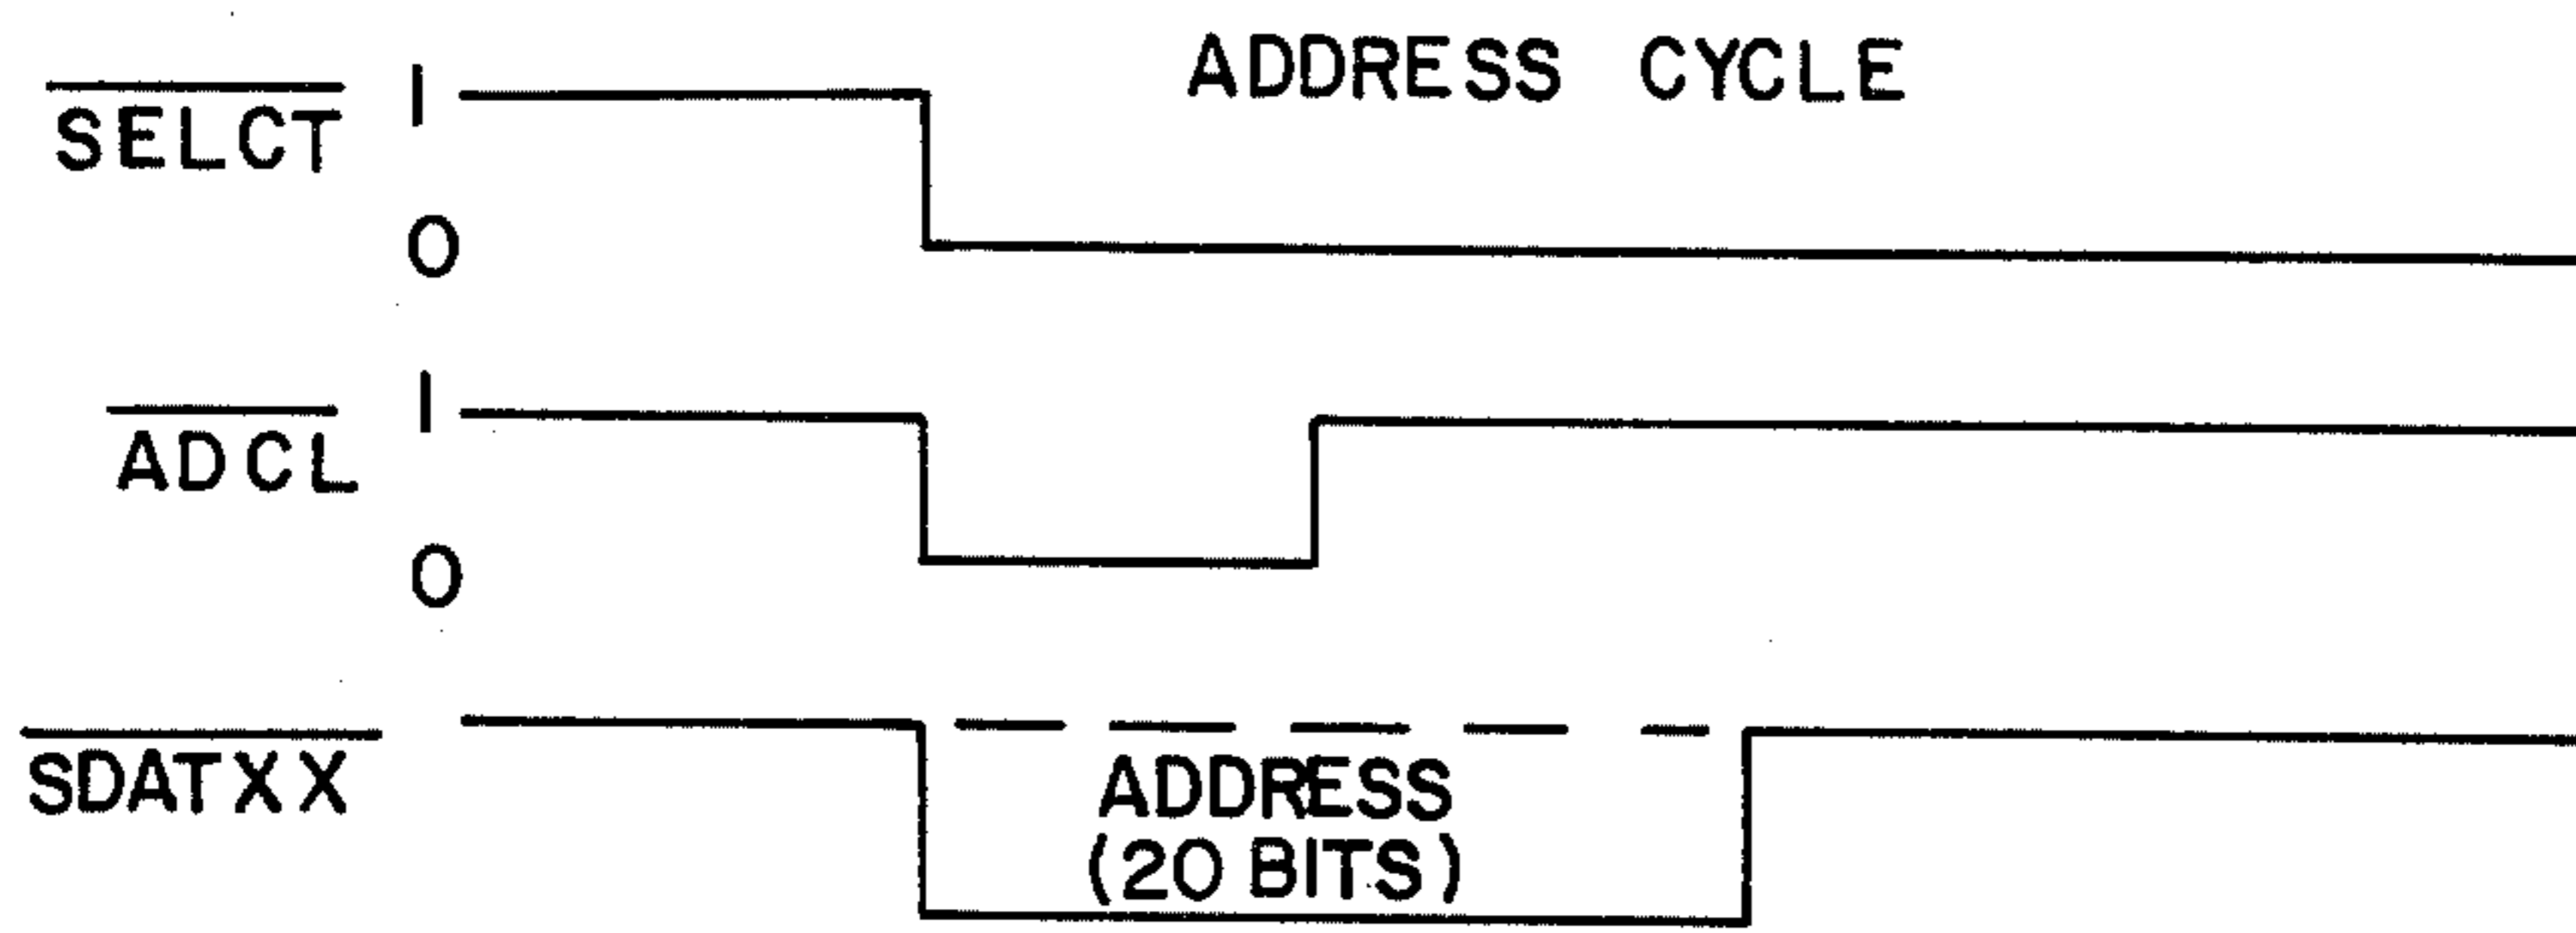 ADDRESS CYCLE
SELCT
1
0
ADCL
1
0
SDATXX
ADDRESS
(20 BITS)